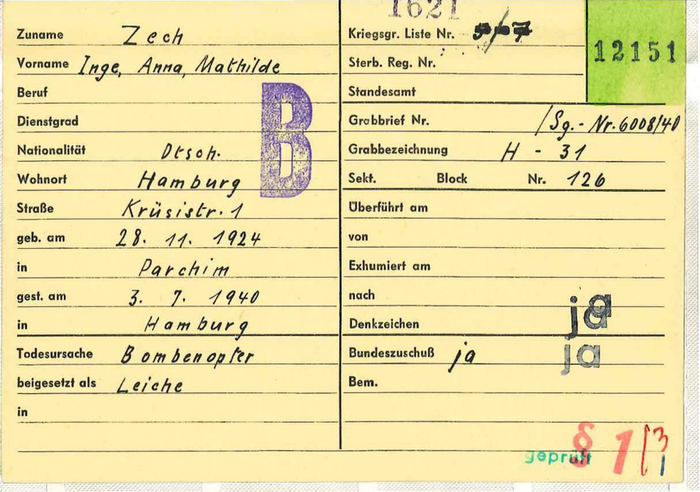 Zuname Zech
Vorname Inge, Anna, Mathilde
Beruf
Dienstgrad
B
Nationalität Dtsch.
Wohnort Hamburg
Straße Krüsistr. 1
geb. am 28. 11. 1924
in Parchim
gest. am 3. 7. 1940
in Hamburg
Todesursache Bombenopfer
beigesetzt als Leiche
in
1621
Kriegsgr. Liste Nr.
12151
Sterb. Reg. Nr.
Standesamt
Grabbrief Nr. /Sg.-Nr. 6008/40
Grabbezeichnung H - 31
Sekt. Block Nr. 126
Überführt am
von
Exhumiert am
nach
ja
Denkzeichen ja
Bundeszuschuß ja ja
Bem.
geprüft § 1/3